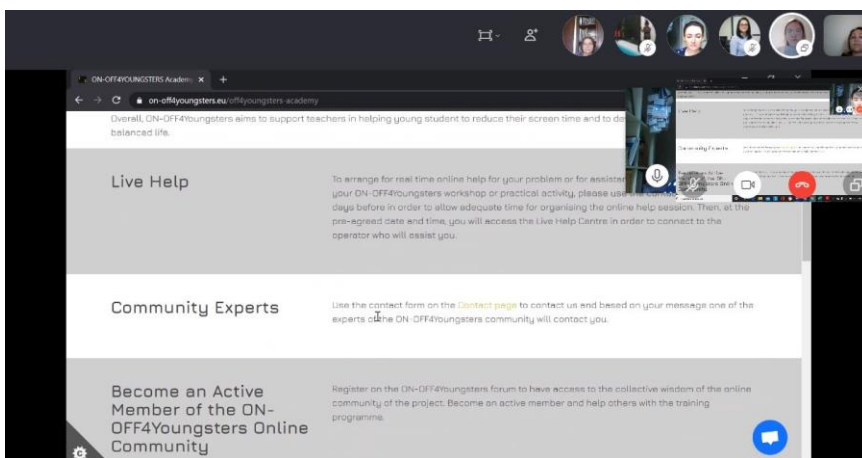 ON-OFF4YOUNGSTERS Academy
on-off4youngsters.eu/off4youngsters-academy
Overall, ON-OFF4Youngsters aims to support teachers in helping young student to reduce their screen time and to
balanced life.
Live Help
To arrange for real time online help for your problem or for
your ON-OFF4Youngsters workshop or practical activity, please use
days before in order to allow adequate time for organising the online help session. Then, at the
pre-agreed date and time, you will access the Live Help Centre in order to connect to the
operator who will assist you.
Community Experts
Use the contact form on the Contact page to contact us and based on your message one of the
experts of the ON-OFF4Youngsters community will contact you.
Become an Active
Member of the ON-
OFF4Youngsters Online
Community
Register on the ON-OFF4Youngsters forum to have access to the collective wisdom of the online
community of the project. Become an active member and help others with the training
programme.